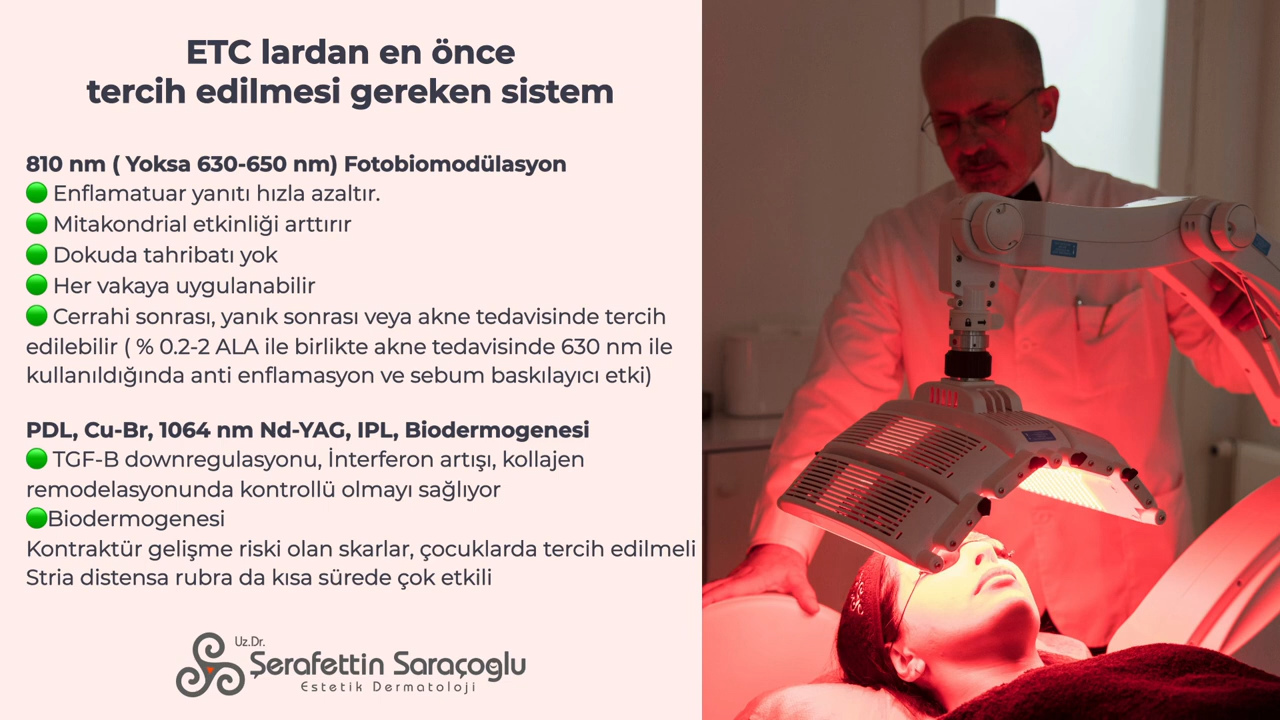 ETC lardan en önce
tercih edilmesi gereken sistem
810 nm ( Yoksa 630-650 nm) Fotobiomodülasyon
🟢 Enflamatuar yanıtı hızla azaltır.
🟢 Mitakondrial etkinliği arttırır
🟢 Dokuda tahribatı yok
🟢 Her vakaya uygulanabilir
🟢 Cerrahi sonrası, yanık sonrası veya akne tedavisinde tercih
edilebilir ( % 0.2-2 ALA ile birlikte akne tedavisinde 630 nm ile
kullanıldığında anti enflamasyon ve sebum baskılayıcı etki)
PDL, Cu-Br, 1064 nm Nd-YAG, IPL, Biodermogenesi
🟢 TGF-B downregulasyonu, İnterferon artışı, kollajen
remodelasyonunda kontrollü olmayı sağlıyor
🟢Biodermogenesi
Kontraktür gelişme riski olan skarlar, çocuklarda tercih edilmeli
Stria distensa rubra da kısa sürede çok etkili
Uz.Dr.
Şerafettin Saraçoğlu
Estetik Dermatoloji